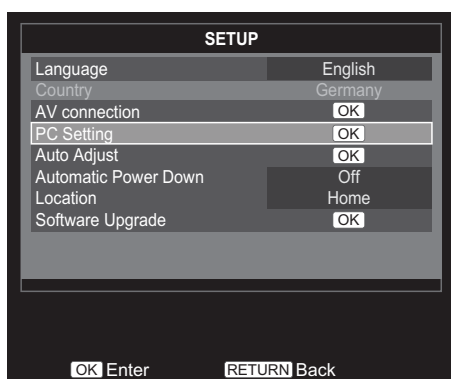 SETUP
Language English
Country Germany
AV connection OK
PC Setting OK
Auto Adjust OK
Automatic Power Down Off
Location Home
Software Upgrade OK
OK Enter RETURN Back